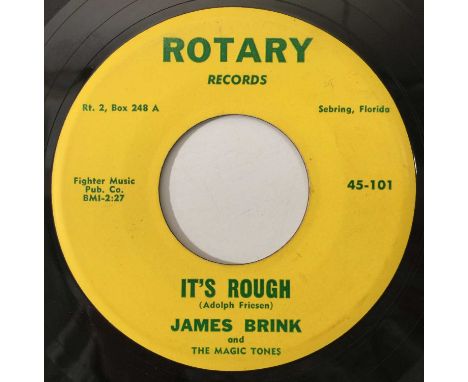 ROTARY
RECORDS
Rt. 2, Box 248 A
Sebring, Florida
Fighter Music
Pub. Co.
BMI-2:27
45-101
IT'S ROUGH
(Adolph Friesen)
JAMES BRINK
and
THE MAGIC TONES